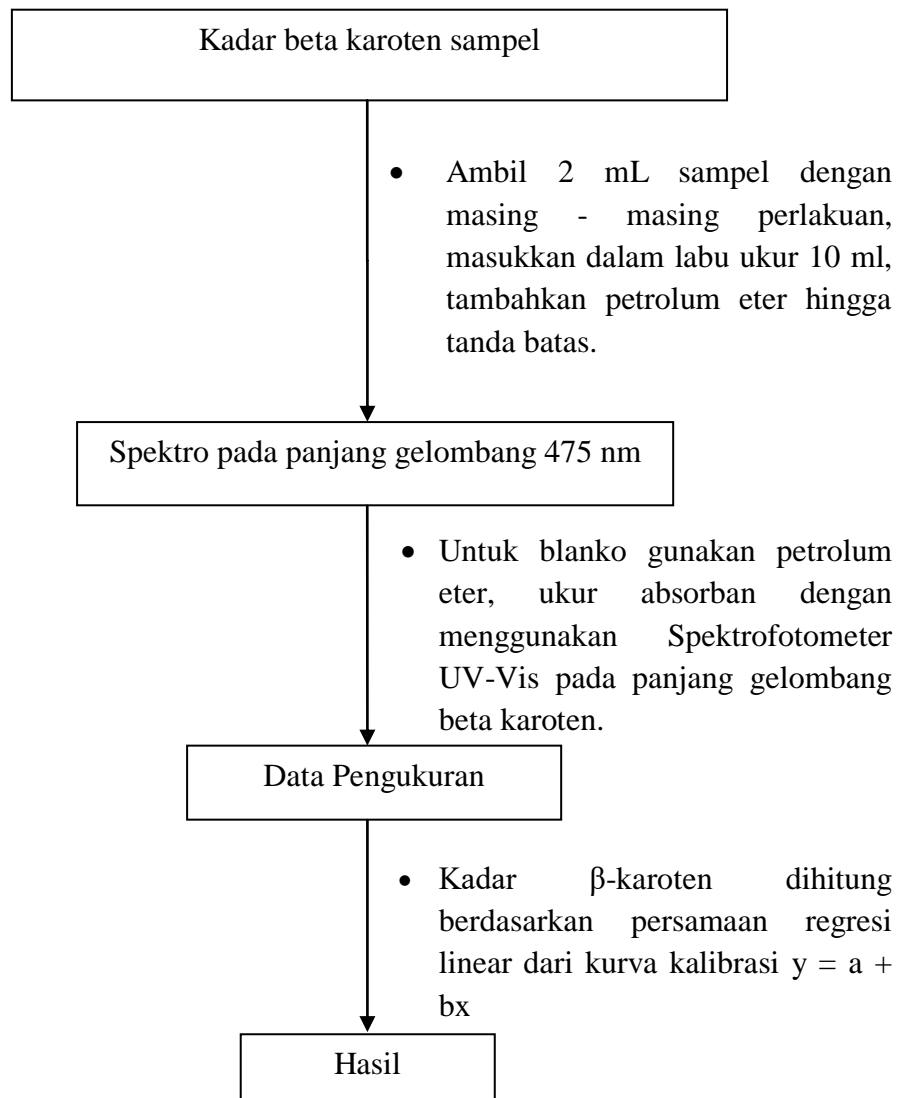 Kadar beta karoten sampel
• Ambil 2 mL sampel dengan
masing - masing perlakuan,
masukkan dalam labu ukur 10 ml,
tambahkan petrolum eter hingga
tanda batas.
Spektro pada panjang gelombang 475 nm
• Untuk blanko gunakan petrolum
eter, ukur absorban dengan
menggunakan Spektrofotometer
UV-Vis pada panjang gelombang
beta karoten.
Data Pengukuran
• Kadar β-karoten dihitung
berdasarkan persamaan regresi
linear dari kurva kalibrasi y = a +
bx
Hasil